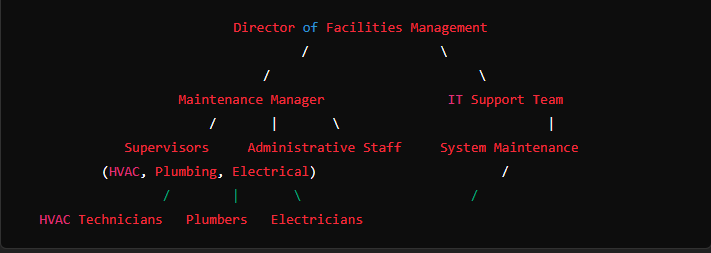 Director of Facilities Management
/ \
/ \
Maintenance Manager IT Support Team
/ | \ |
Supervisors Administrative Staff System Maintenance
(HVAC, Plumbing, Electrical) /
/ | \ /
HVAC Technicians Plumbers Electricians